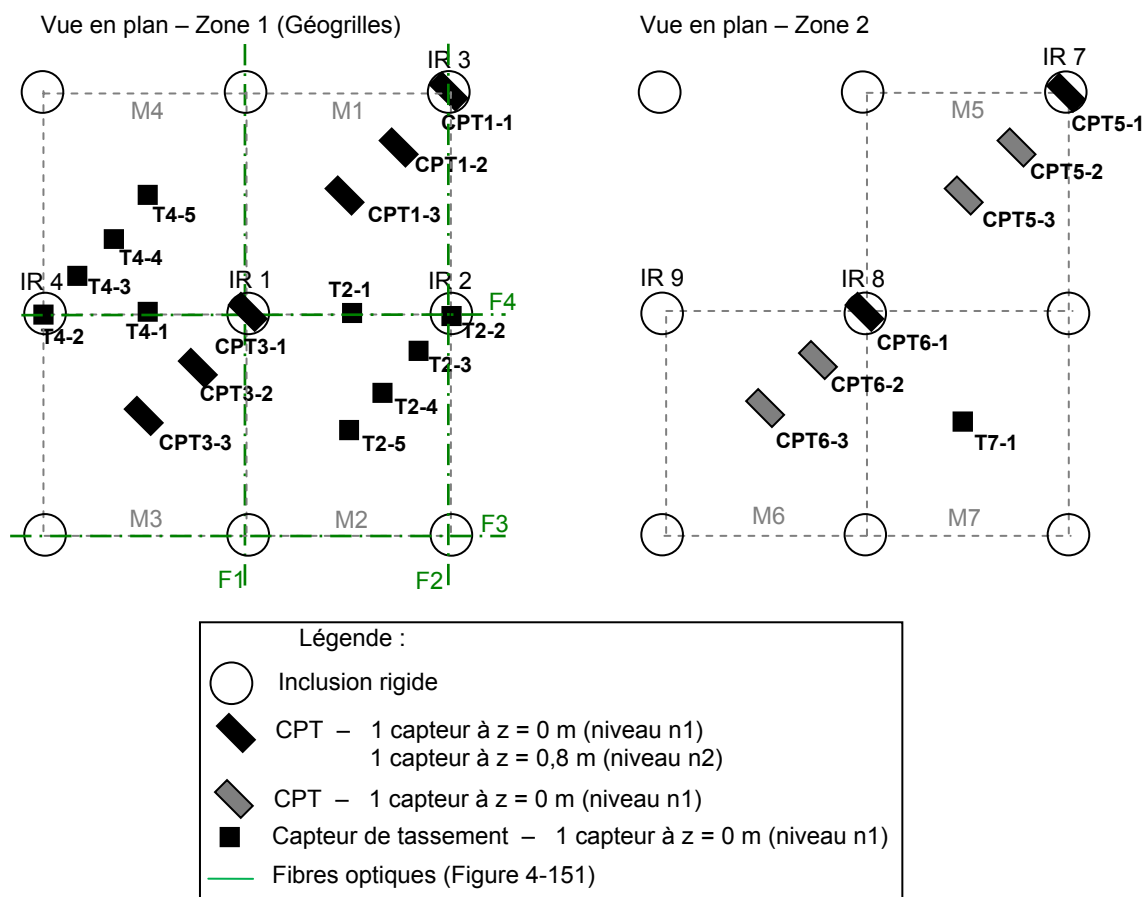 Vue en plan – Zone 1 (Géogrilles)
Vue en plan – Zone 2
IR 3
IR 7
M4
M1
M5
CPT1-1
CPT5-1
CPT1-2
CPT5-2
CPT1-3
CPT5-3
T4-5
T4-4
T4-3
IR 4
IR 1
T2-1
IR 2
F4
IR 9
IR 8
T4-2
T4-1
T2-2
CPT3-1
CPT6-1
T2-3
CPT3-2
CPT6-2
T2-4
CPT3-3
T2-5
CPT6-3
T7-1
M3
M2
F3
M6
M7
F1
F2
Légende :
Inclusion rigide
CPT – 1 capteur à z = 0 m (niveau n1)
1 capteur à z = 0,8 m (niveau n2)
CPT – 1 capteur à z = 0 m (niveau n1)
Capteur de tassement – 1 capteur à z = 0 m (niveau n1)
Fibres optiques (Figure 4-151)